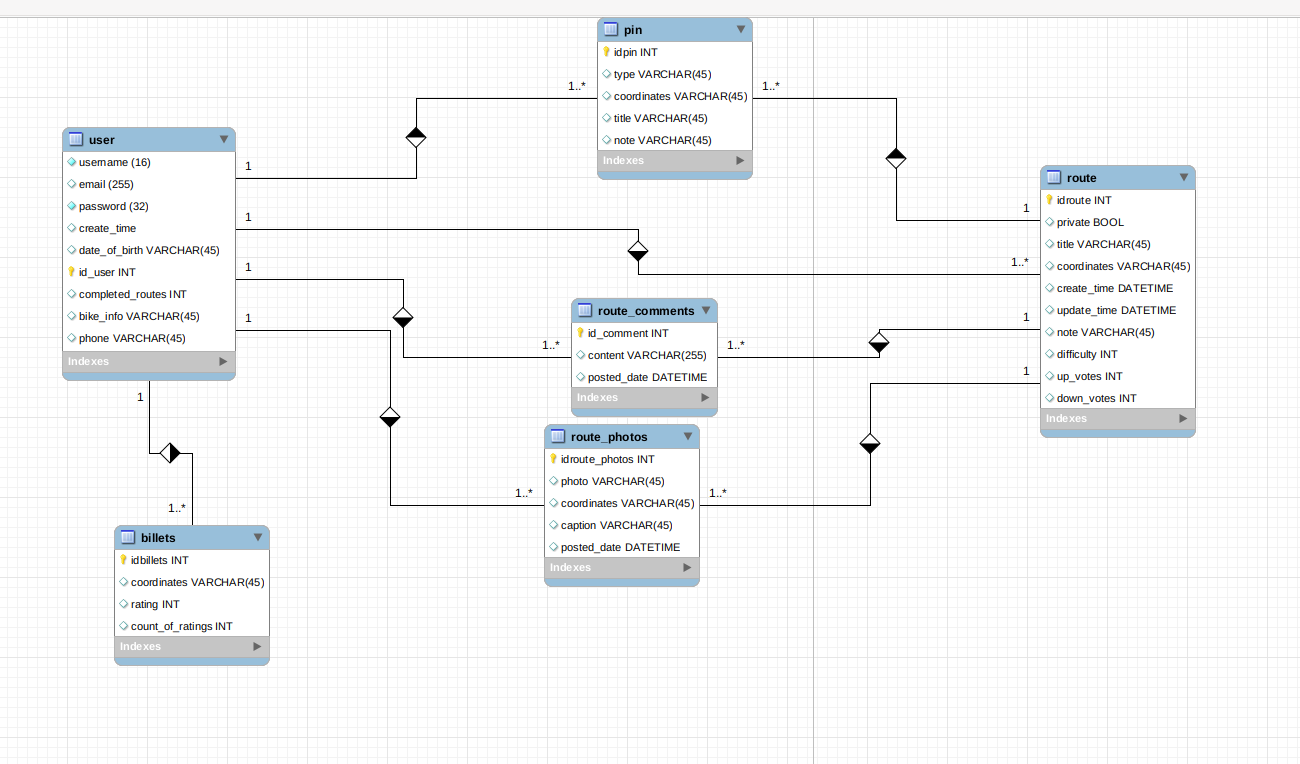 pin
idpin INT
type VARCHAR(45)
coordinates VARCHAR(45)
title VARCHAR(45)
note VARCHAR(45)
Indexes
1..*
1..*
user
username (16)
email (255)
password (32)
create_time
date_of_birth VARCHAR(45)
id_user INT
completed_routes INT
bike_info VARCHAR(45)
phone VARCHAR(45)
Indexes
1
1
1
1
1
route
idroute INT
private BOOL
title VARCHAR(45)
coordinates VARCHAR(45)
create_time DATETIME
update_time DATETIME
note VARCHAR(45)
difficulty INT
up_votes INT
down_votes INT
Indexes
1
1..*
1
1
route_comments
id_comment INT
content VARCHAR(255)
posted_date DATETIME
Indexes
1..*
1..*
route_photos
idroute_photos INT
photo VARCHAR(45)
coordinates VARCHAR(45)
caption VARCHAR(45)
posted_date DATETIME
Indexes
1..*
1..*
1..*
billets
idbillets INT
coordinates VARCHAR(45)
rating INT
count_of_ratings INT
Indexes